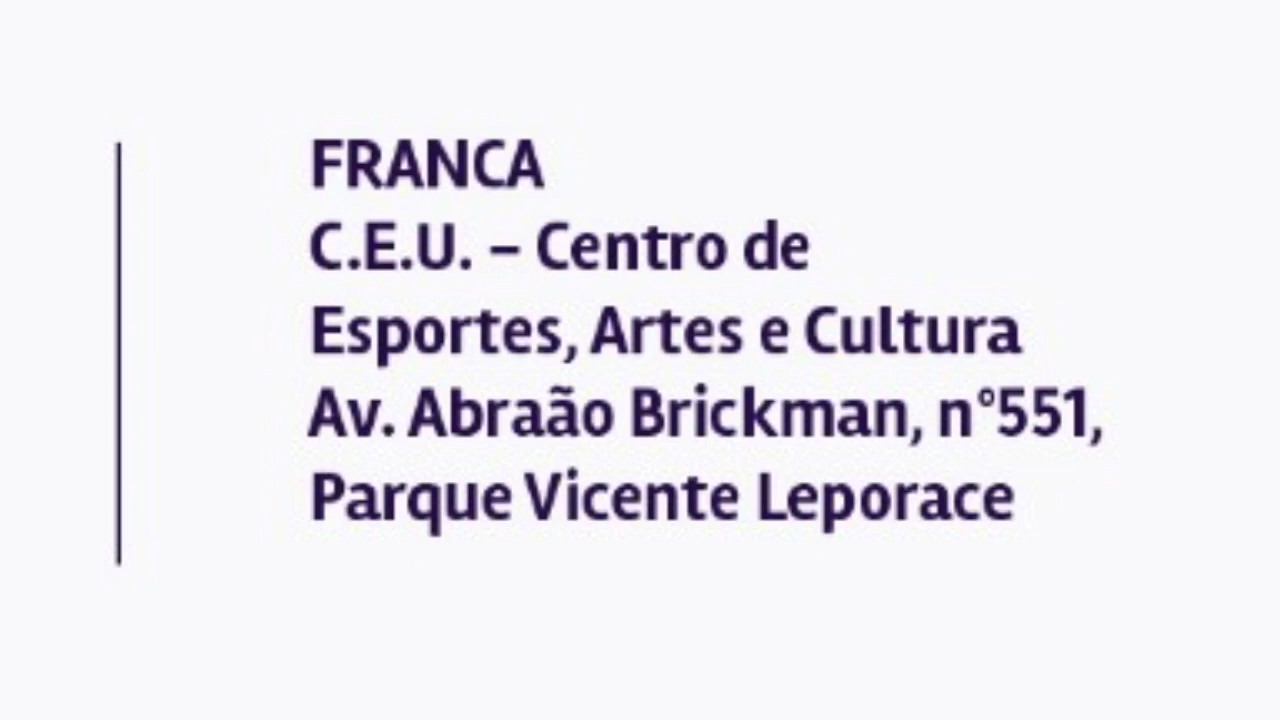 FRANCA
C.E.U. – Centro de
Esportes, Artes e Cultura
Av. Abraão Brickman, n°551,
Parque Vicente Leporace